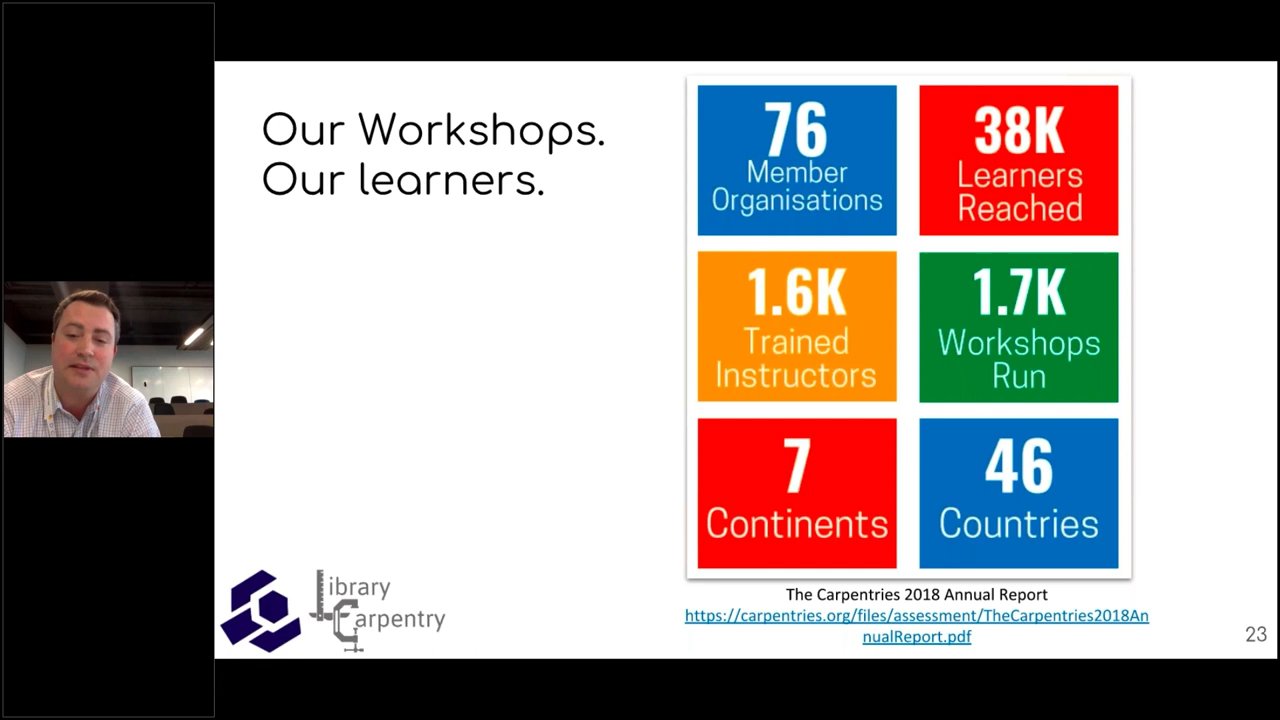 Our Workshops.
Our learners.
76
Member
Organisations
38K
Learners
Reached
1.6K
Trained
Instructors
1.7K
Workshops
Run
7
Continents
46
Countries
The Carpentries 2018 Annual Report
https://carpentries.org/files/assessment/TheCarpentries2018An
nualReport.pdf
Library
Carpentry
23